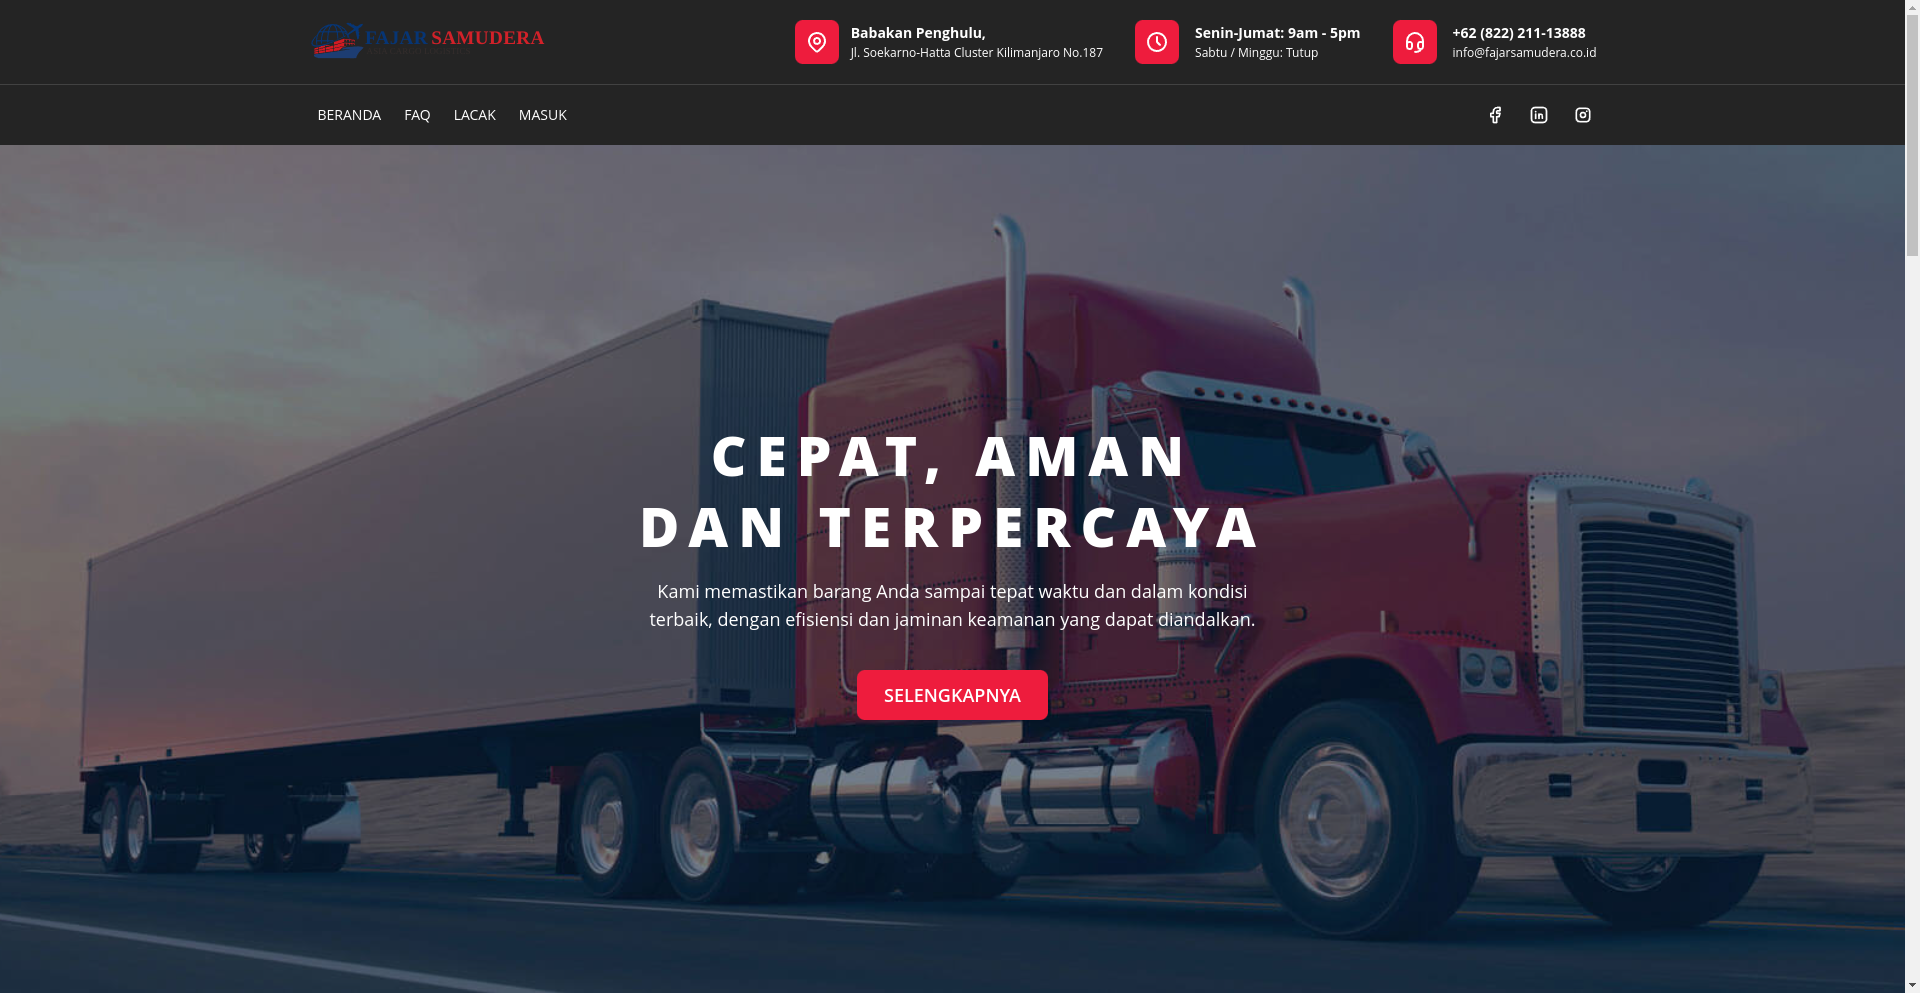 FAJAR SAMUDERA
Babakan Penghulu,
Jl. Soekarno-Hatta Cluster Kilimanjaro No.187
Senin-Jumat: 9am - 5pm
Sabtu / Minggu: Tutup
+62 (822) 211-13888
info@fajarsamudera.co.id
BERANDA FAQ LACAK MASUK
CEPAT, AMAN
DAN TERPERCAYA
Kami memastikan barang Anda sampai tepat waktu dan dalam kondisi
terbaik, dengan efisiensi dan jaminan keamanan yang dapat diandalkan.
SELENGKAPNYA